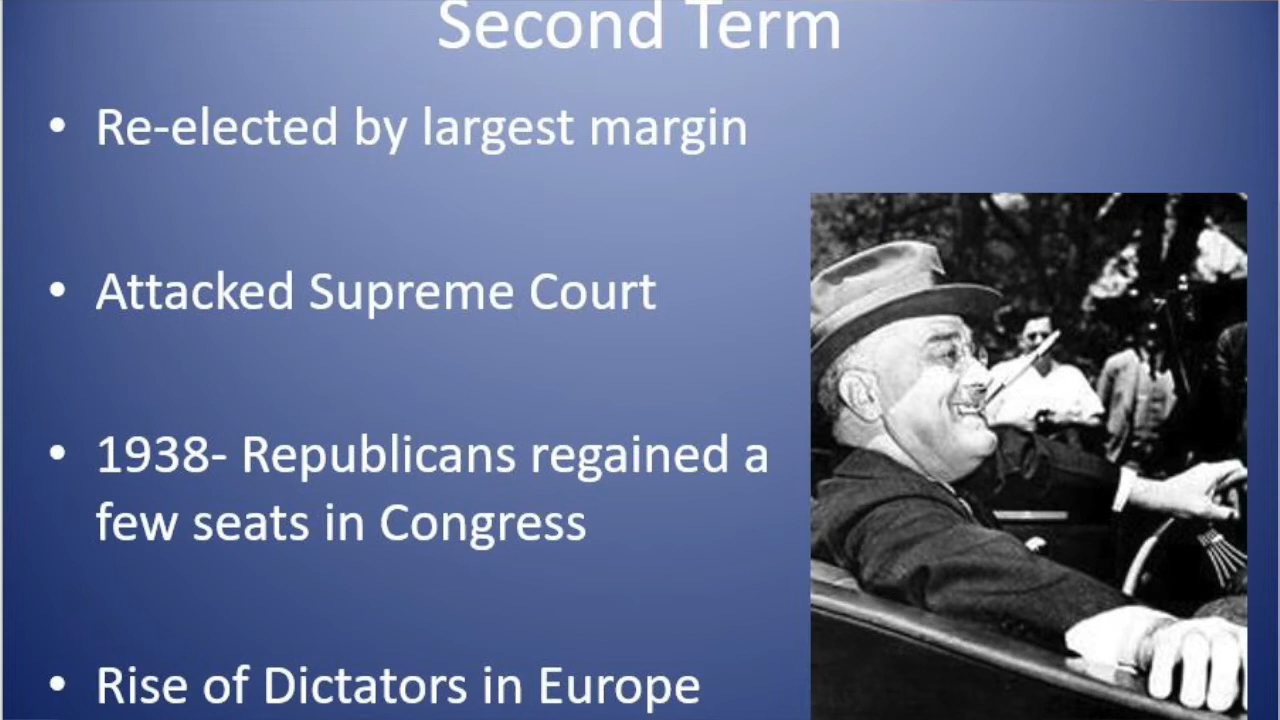 Second Term
• Re-elected by largest margin
• Attacked Supreme Court
• 1938- Republicans regained a
few seats in Congress
• Rise of Dictators in Europe